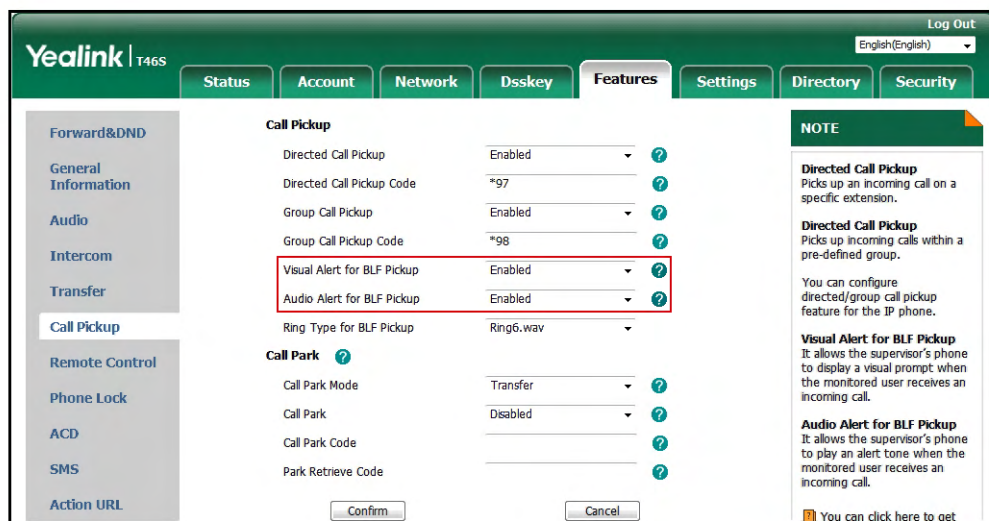 Log Out
English(English)
Yealink T46S
Status Account Network Dsskey Features Settings Directory Security
Forward&DND
General
Information
Audio
Intercom
Transfer
Call Pickup
Remote Control
Phone Lock
ACD
SMS
Action URL
Call Pickup
Directed Call Pickup Enabled
Directed Call Pickup Code *97
Group Call Pickup Enabled
Group Call Pickup Code *98
Visual Alert for BLF Pickup Enabled
Audio Alert for BLF Pickup Enabled
Ring Type for BLF Pickup Ring6.wav
Call Park
Call Park Mode Transfer
Call Park Disabled
Call Park Code
Park Retrieve Code
Confirm Cancel
NOTE
Directed Call Pickup
Picks up an incoming call on a
specific extension.
Directed Call Pickup
Picks up incoming calls within a
pre-defined group.
You can configure
directed/group call pickup
feature for the IP phone.
Visual Alert for BLF Pickup
It allows the supervisor's phone
to display a visual prompt when
the monitored user receives an
incoming call.
Audio Alert for BLF Pickup
It allows the supervisor's phone
to play an alert tone when the
monitored user receives an
incoming call.
You can click here to get